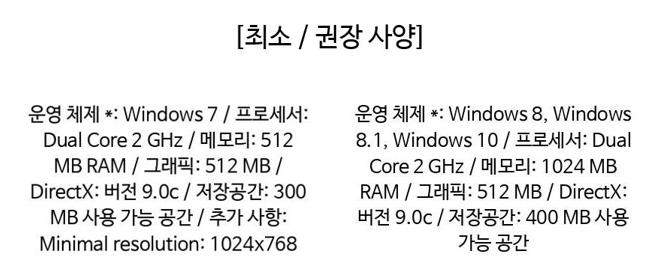 [최소 / 권장 사양]
운영 체제 *: Windows 7 / 프로세서:
Dual Core 2 GHz / 메모리: 512
MB RAM / 그래픽: 512 MB /
DirectX: 버전 9.0c / 저장공간: 300
MB 사용 가능 공간 / 추가 사항:
Minimal resolution: 1024x768
운영 체제 *: Windows 8, Windows
8.1, Windows 10 / 프로세서: Dual
Core 2 GHz / 메모리: 1024 MB
RAM / 그래픽: 512 MB / DirectX:
버전 9.0c / 저장공간: 400 MB 사용
가능 공간